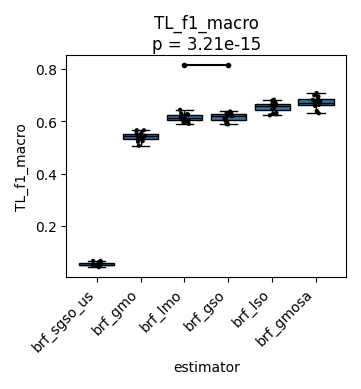 TL_f1_macro
p = 3.21e-15
TL_f1_macro
0.8
0.6
0.4
0.2
brf_sgso_us
brf_gmo
brf_lmo
brf_gso
brf_lso
brf_gmosa
estimator